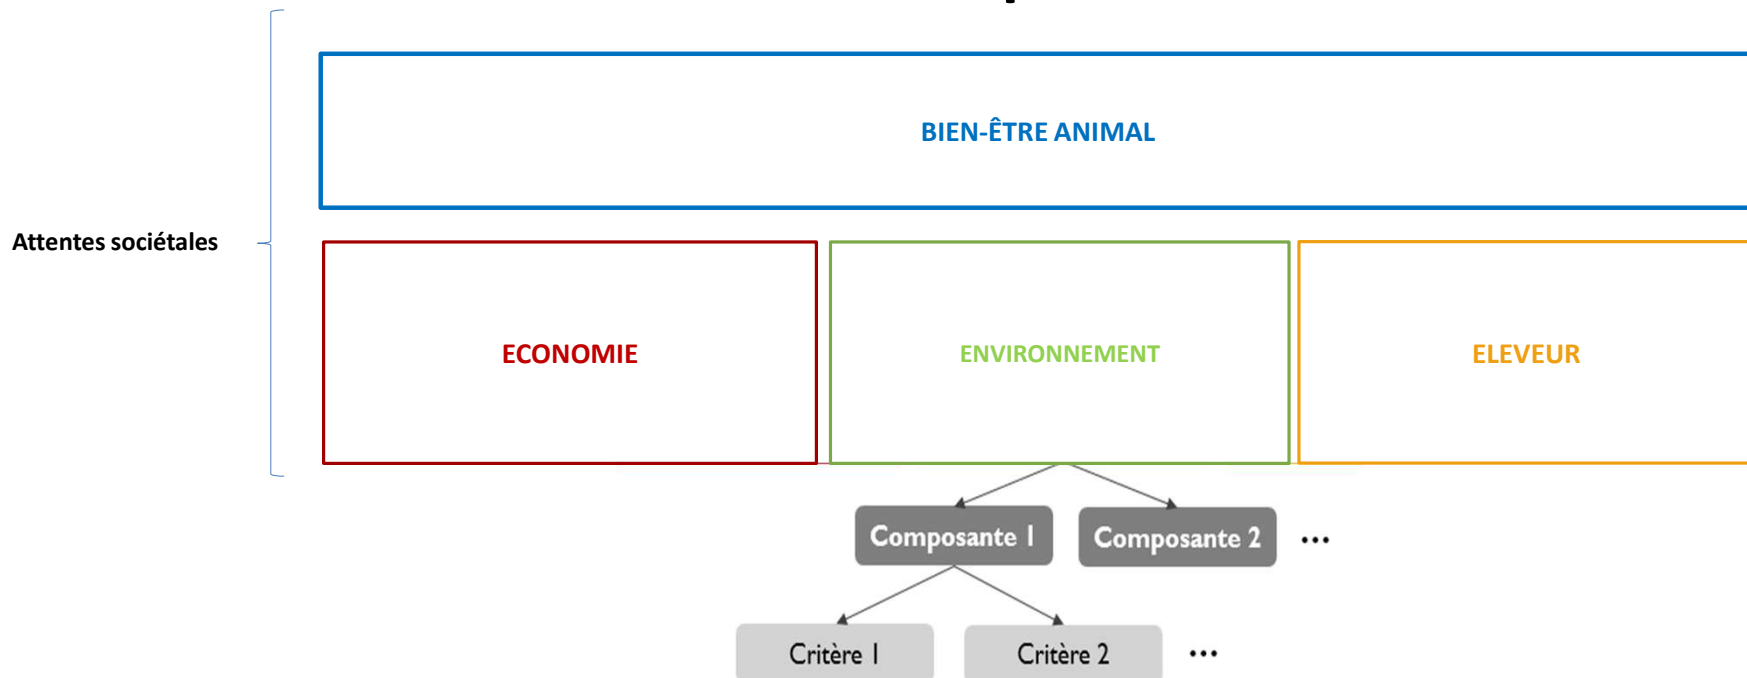 BIEN-ÊTRE ANIMAL
Attentes sociétales
ECONOMIE
ENVIRONNEMENT
ELEVEUR
Composante 1
Composante 2
...
Critère 1
Critère 2
...